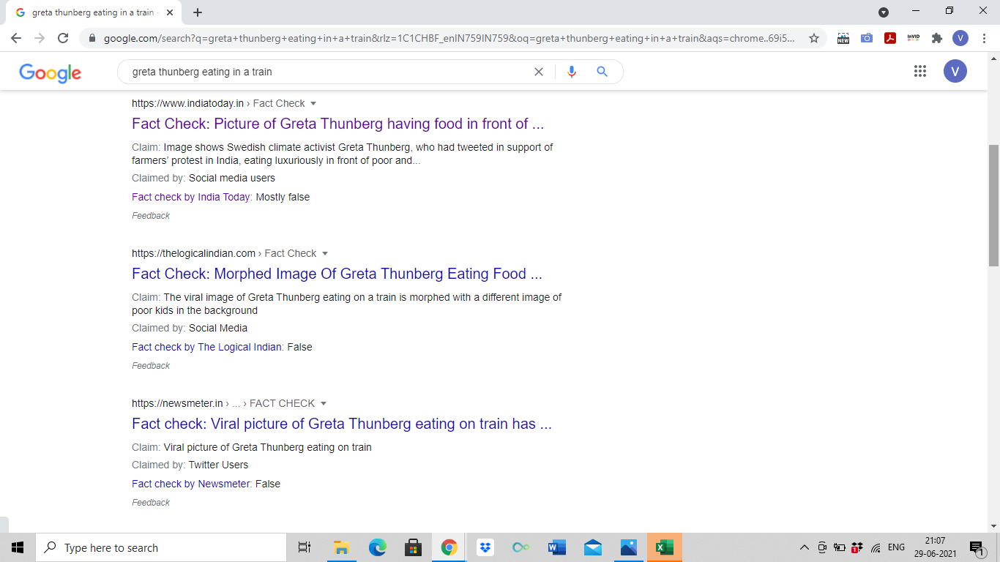 greta thunberg eating in a train -
google.com/search?q=greta+thunberg+eating+in+a+train&rlz=1C1CHBF_enIN759IN759&oq=greta+thunberg+eating+in+a+train&aqs=chrome..69i5...
NEW
InVID
V
Google
greta thunberg eating in a train
V
https://www.indiatoday.in › Fact Check
Fact Check: Picture of Greta Thunberg having food in front of ...
Claim: Image shows Swedish climate activist Greta Thunberg, who had tweeted in support of
farmers' protest in India, eating luxuriously in front of poor and...
Claimed by: Social media users
Fact check by India Today: Mostly false
Feedback
https://thelogicalindian.com › Fact Check
Fact Check: Morphed Image Of Greta Thunberg Eating Food ...
Claim: The viral image of Greta Thunberg eating on a train is morphed with a different image of
poor kids in the background
Claimed by: Social Media
Fact check by The Logical Indian: False
Feedback
https://newsmeter.in › ... › FACT CHECK
Fact check: Viral picture of Greta Thunberg eating on train has ...
Claim: Viral picture of Greta Thunberg eating on train
Claimed by: Twitter Users
Fact check by Newsmeter: False
Feedback
Type here to search
1
ENG
21:07
29-06-2021
1